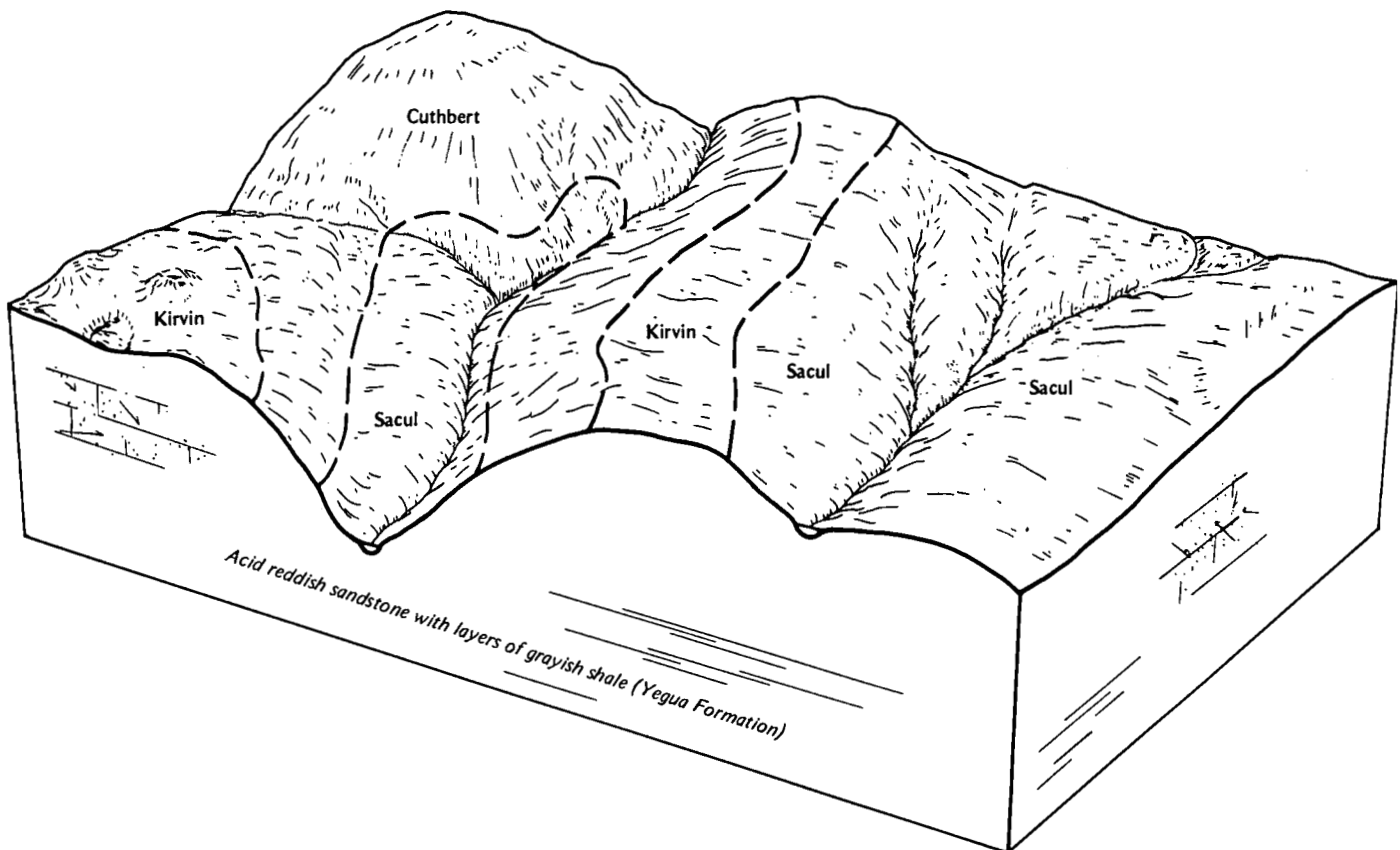 Cuthbert
Kirvin
Kirvin
Sacul
Sacul
Sacul
Acid reddish sandstone with layers of grayish shale (Yegua Formation)